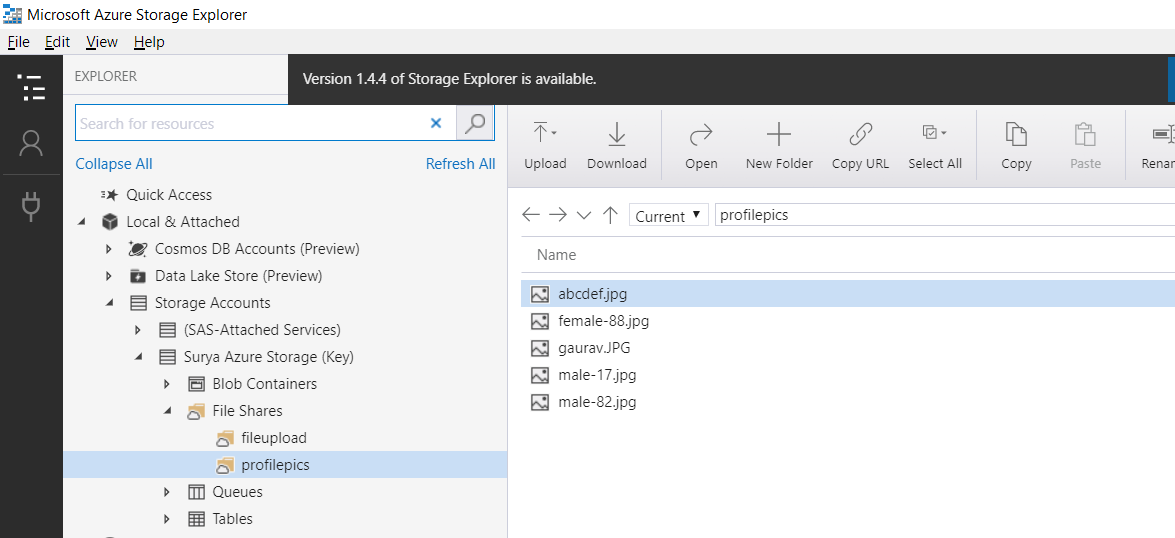 Microsoft Azure Storage Explorer
File Edit View Help
EXPLORER
Version 1.4.4 of Storage Explorer is available.
Search for resources
Collapse All Refresh All
Quick Access
Local & Attached
Cosmos DB Accounts (Preview)
Data Lake Store (Preview)
Storage Accounts
(SAS-Attached Services)
Surya Azure Storage (Key)
Blob Containers
File Shares
fileupload
profilepics
Queues
Tables
Upload Download Open New Folder Copy URL Select All Copy Paste Renam
Current profilepics
Name
abcdef.jpg
female-88.jpg
gaurav.JPG
male-17.jpg
male-82.jpg